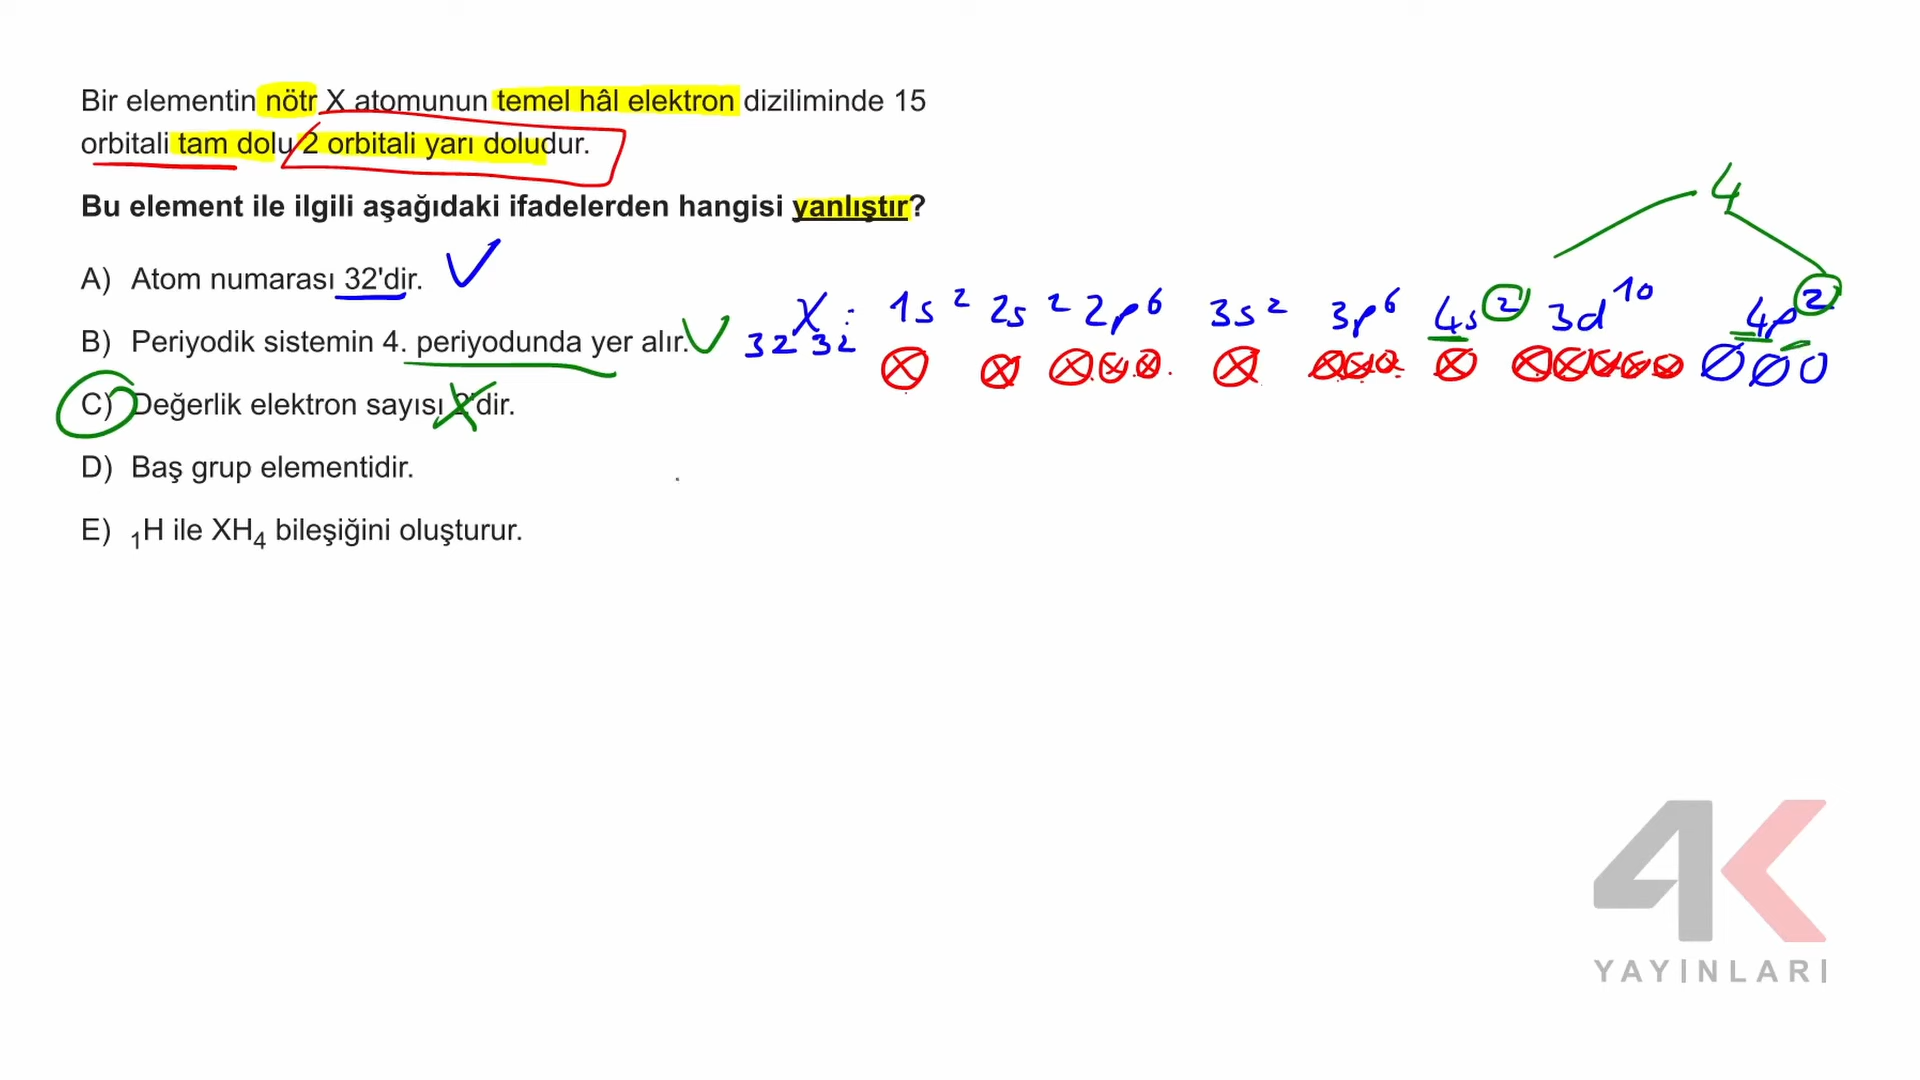 Bir elementin nötr X atomunun temel hâl elektron diziliminde 15
orbitali tam dolu 2 orbitali yarı doludur.
Bu element ile ilgili aşağıdaki ifadelerden hangisi yanlıştır?
A) Atom numarası 32'dir.
B) Periyodik sistemin 4. periyodunda yer alır.
C) Değerlik elektron sayısı 2'dir.
D) Baş grup elementidir.
E) ₁H ile XH₄ bileşiğini oluşturur.
4
X: 1s² 2s² 2p⁶ 3s² 3p⁶ 4s² 3d¹⁰ 4p²
32 32
4K
YAYINLARI